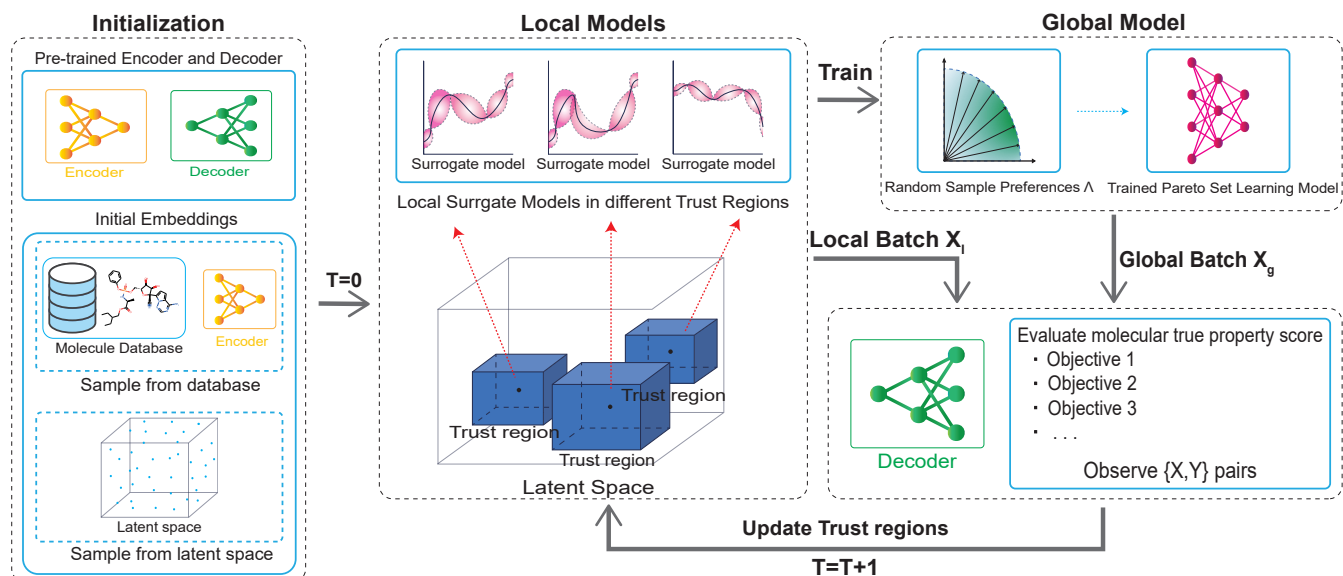 Initialization
Pre-trained Encoder and Decoder
Encoder
Decoder
Initial Embeddings
Molecule Database
Encoder
Sample from database
Latent space
Sample from latent space
T=0
Local Models
Surrogate model
Surrogate model
Surrogate model
Local Surrgate Models in different Trust Regions
Trust region
Trust region
Trust region
Latent Space
Train
Global Model
Random Sample Preferences Λ
Trained Pareto Set Learning Model
Local Batch X_l
Global Batch X_g
Decoder
Evaluate molecular true property score
· Objective 1
· Objective 2
· Objective 3
· . . .
Observe {X,Y} pairs
Update Trust regions
T=T+1